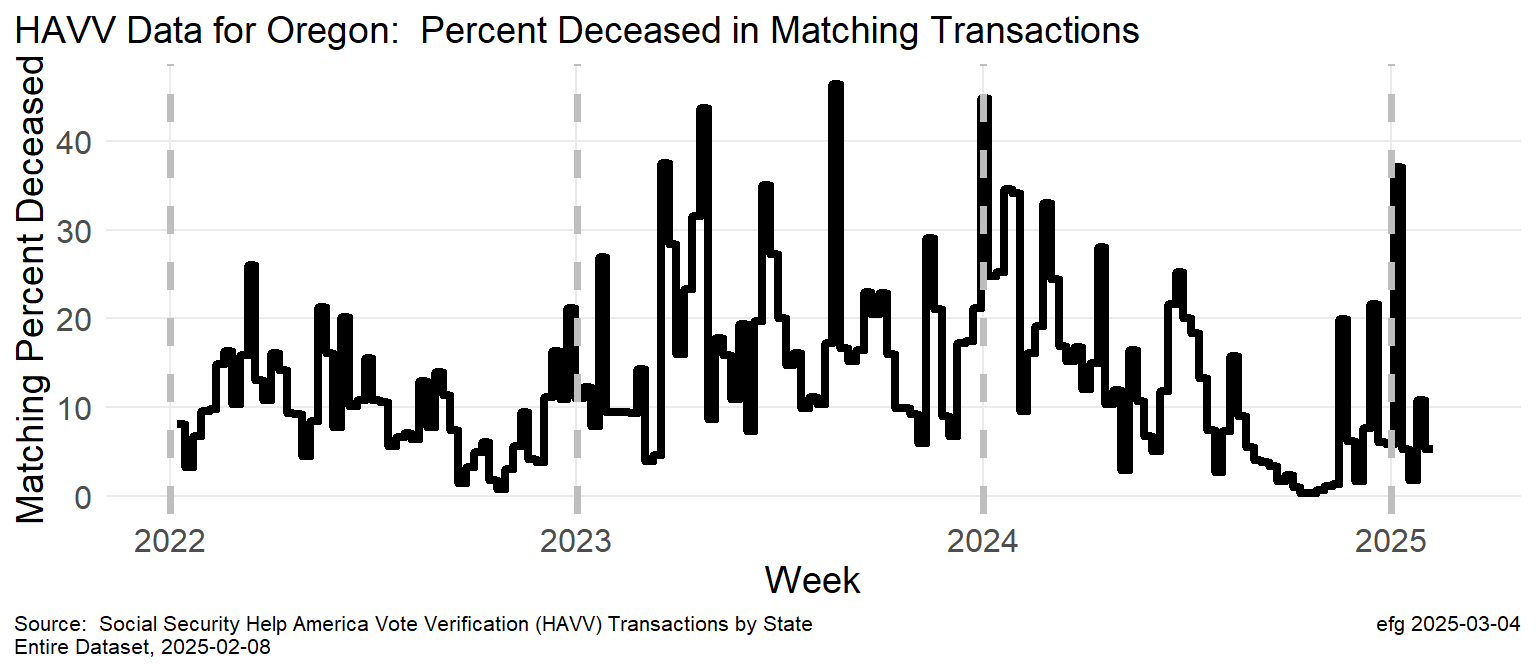 HAVV Data for Oregon:  Percent Deceased in Matching Transactions
Matching Percent Deceased
40
30
20
10
0
2022 2023 2024 2025
Week
Source:  Social Security Help America Vote Verification (HAVV) Transactions by State
efg 2025-03-04
Entire Dataset, 2025-02-08